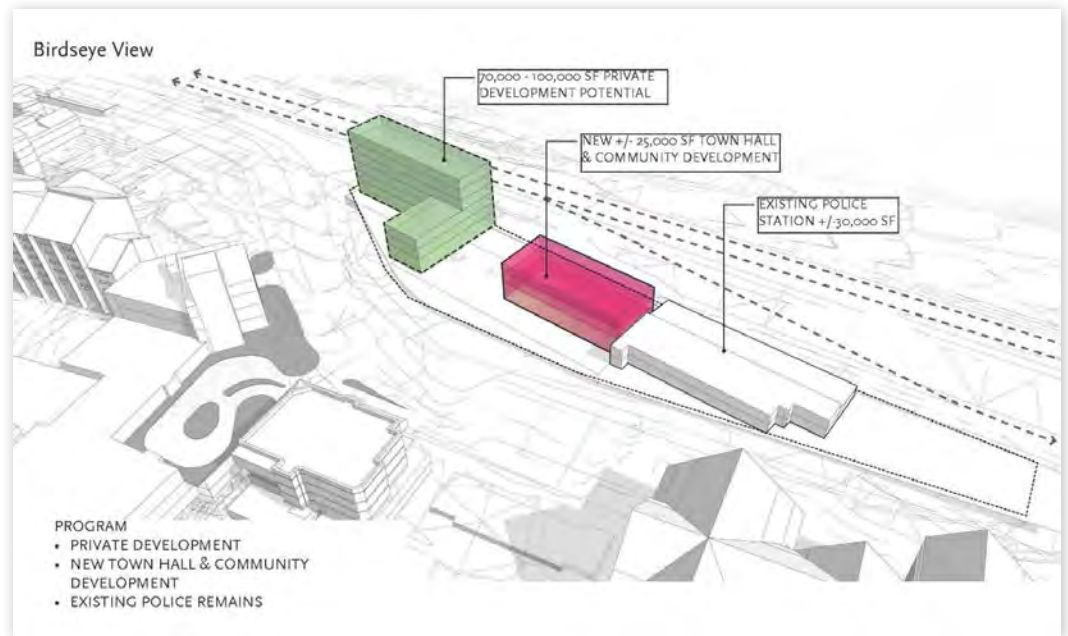 Birdseye View
70,000 - 100,000 SF PRIVATE
DEVELOPMENT POTENTIAL
NEW +/- 25,000 SF TOWN HALL
& COMMUNITY DEVELOPMENT
EXISTING POLICE
STATION +/-30,000 SF
PROGRAM
• PRIVATE DEVELOPMENT
• NEW TOWN HALL & COMMUNITY
DEVELOPMENT
• EXISTING POLICE REMAINS